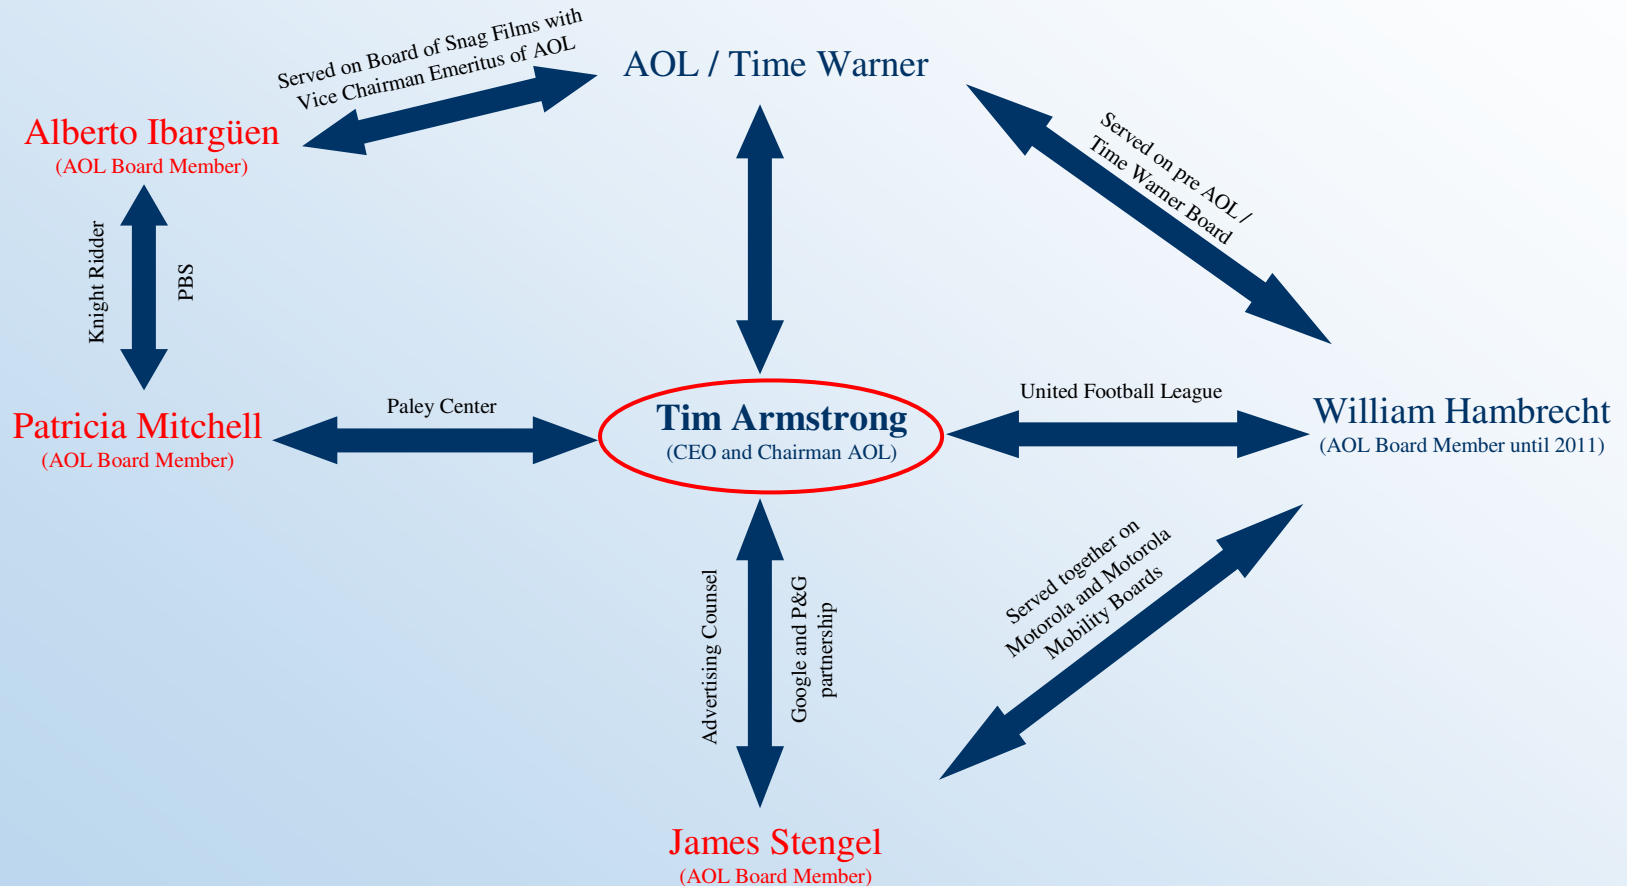 Served on Board of Snag Films with
Vice Chairman Emeritus of AOL
AOL / Time Warner
Alberto Ibargüen
(AOL Board Member)
Served on pre AOL /
Time Warner Board
Knight Ridder
PBS
Patricia Mitchell
(AOL Board Member)
Paley Center
Tim Armstrong
(CEO and Chairman AOL)
United Football League
William Hambrecht
(AOL Board Member until 2011)
Advertising Counsel
Google and P&G
partnership
Served together on
Motorola and Motorola
Mobility Boards
James Stengel
(AOL Board Member)